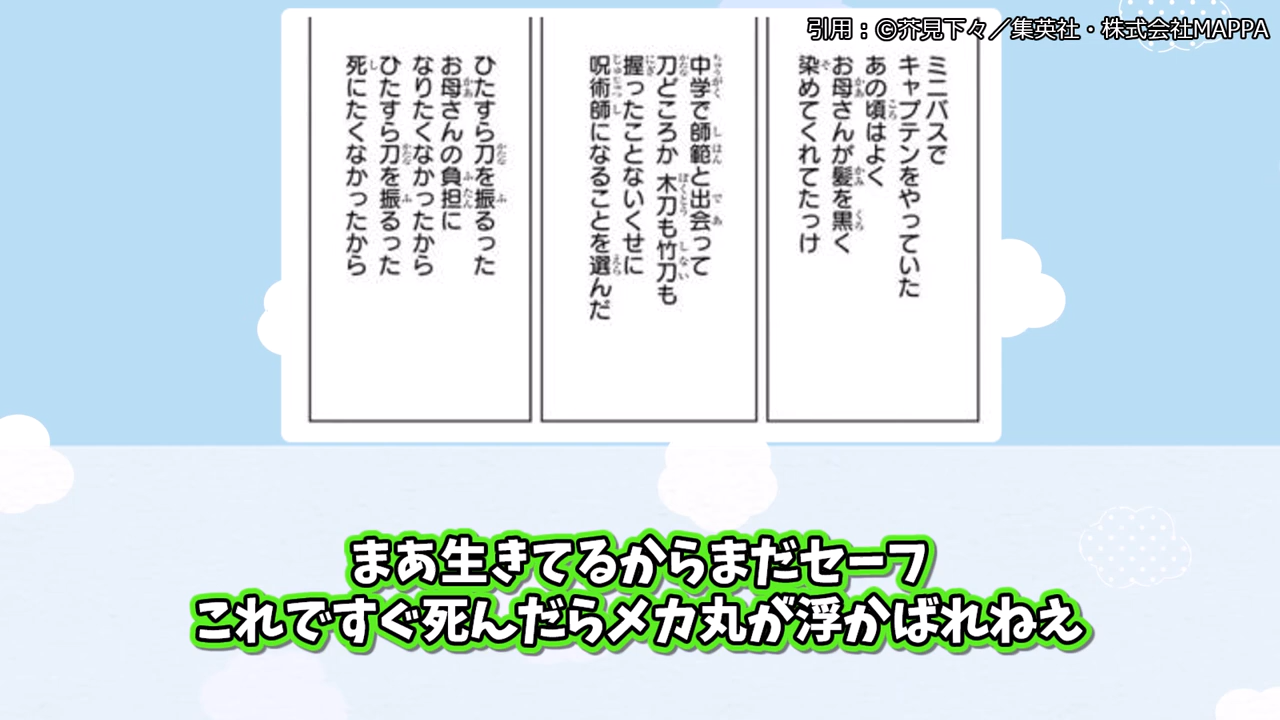 引用：©芥見下々／集英社・株式会社MAPPA
ミニバスで
キャプテンをやっていた
あの頃はよく
お母さんが髪を黒く
染めてくれてたっけ
中学で師範と出会って
刀どころか 木刀も竹刀も
握ったことないくせに
呪術師になることを選んだ
ひたすら刀を振るった
お母さんの負担に
なりたくなかったから
ひたすら刀を振るった
死にたくなかったから
まあ生きてるからまだセーフ
これですぐ死んだらメカ丸が浮かばれねえ